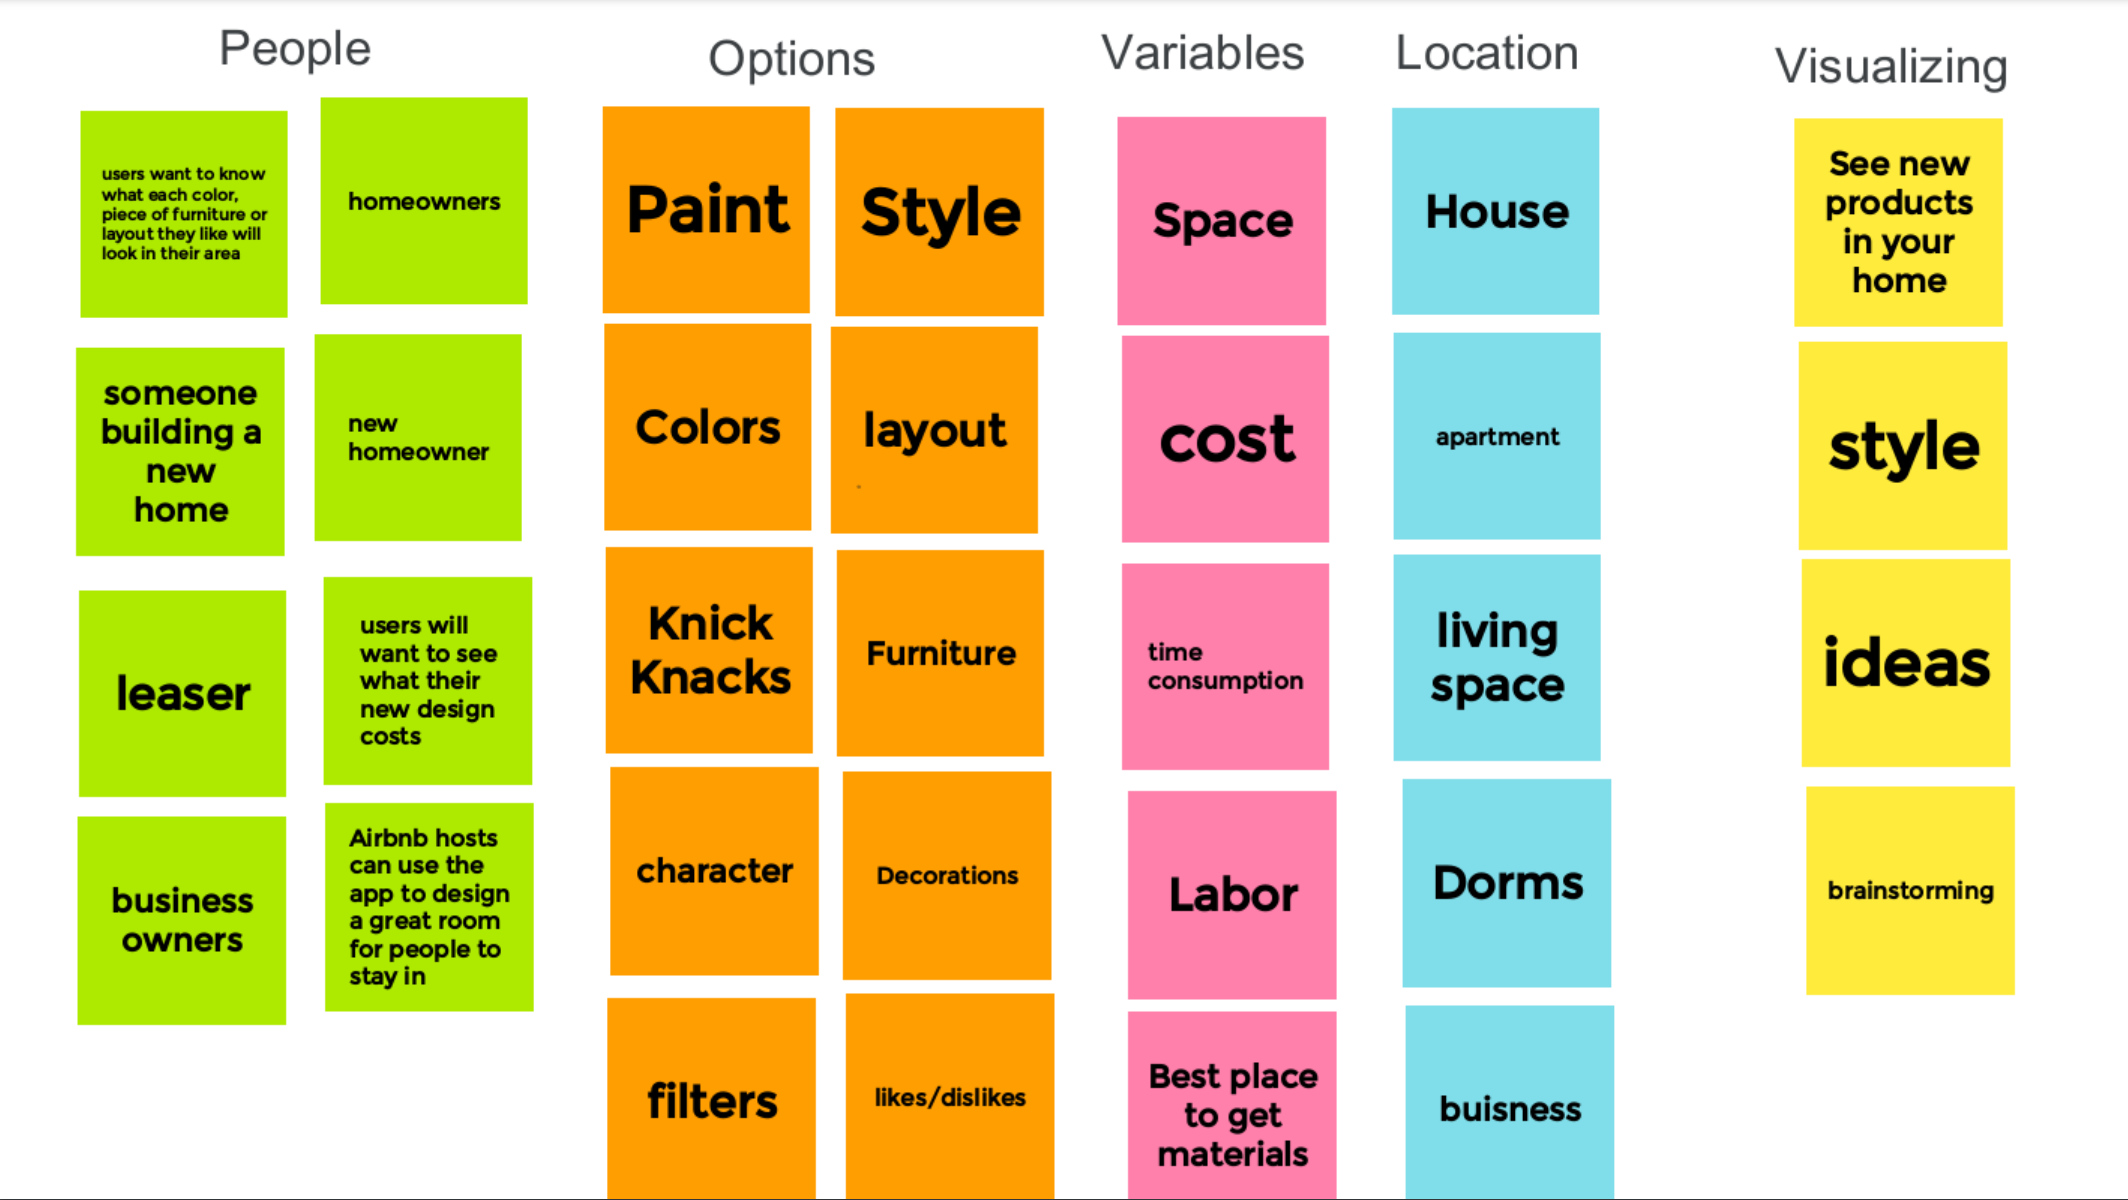 People
users want to know
what each color,
piece of furniture or
layout they like will
look in their area
homeowners
someone
building a
new
home
new
homeowner
leaser
users will
want to see
what their
new design
costs
business
owners
Airbnb hosts
can use the
app to design
a great room
for people to
stay in
Options
Paint
Style
Colors
layout
Knick
Knacks
Furniture
character
Decorations
filters
likes/dislikes
Variables
Space
cost
time
consumption
Labor
Best place
to get
materials
Location
House
apartment
living
space
Dorms
buisness
Visualizing
See new
products
in your
home
style
ideas
brainstorming